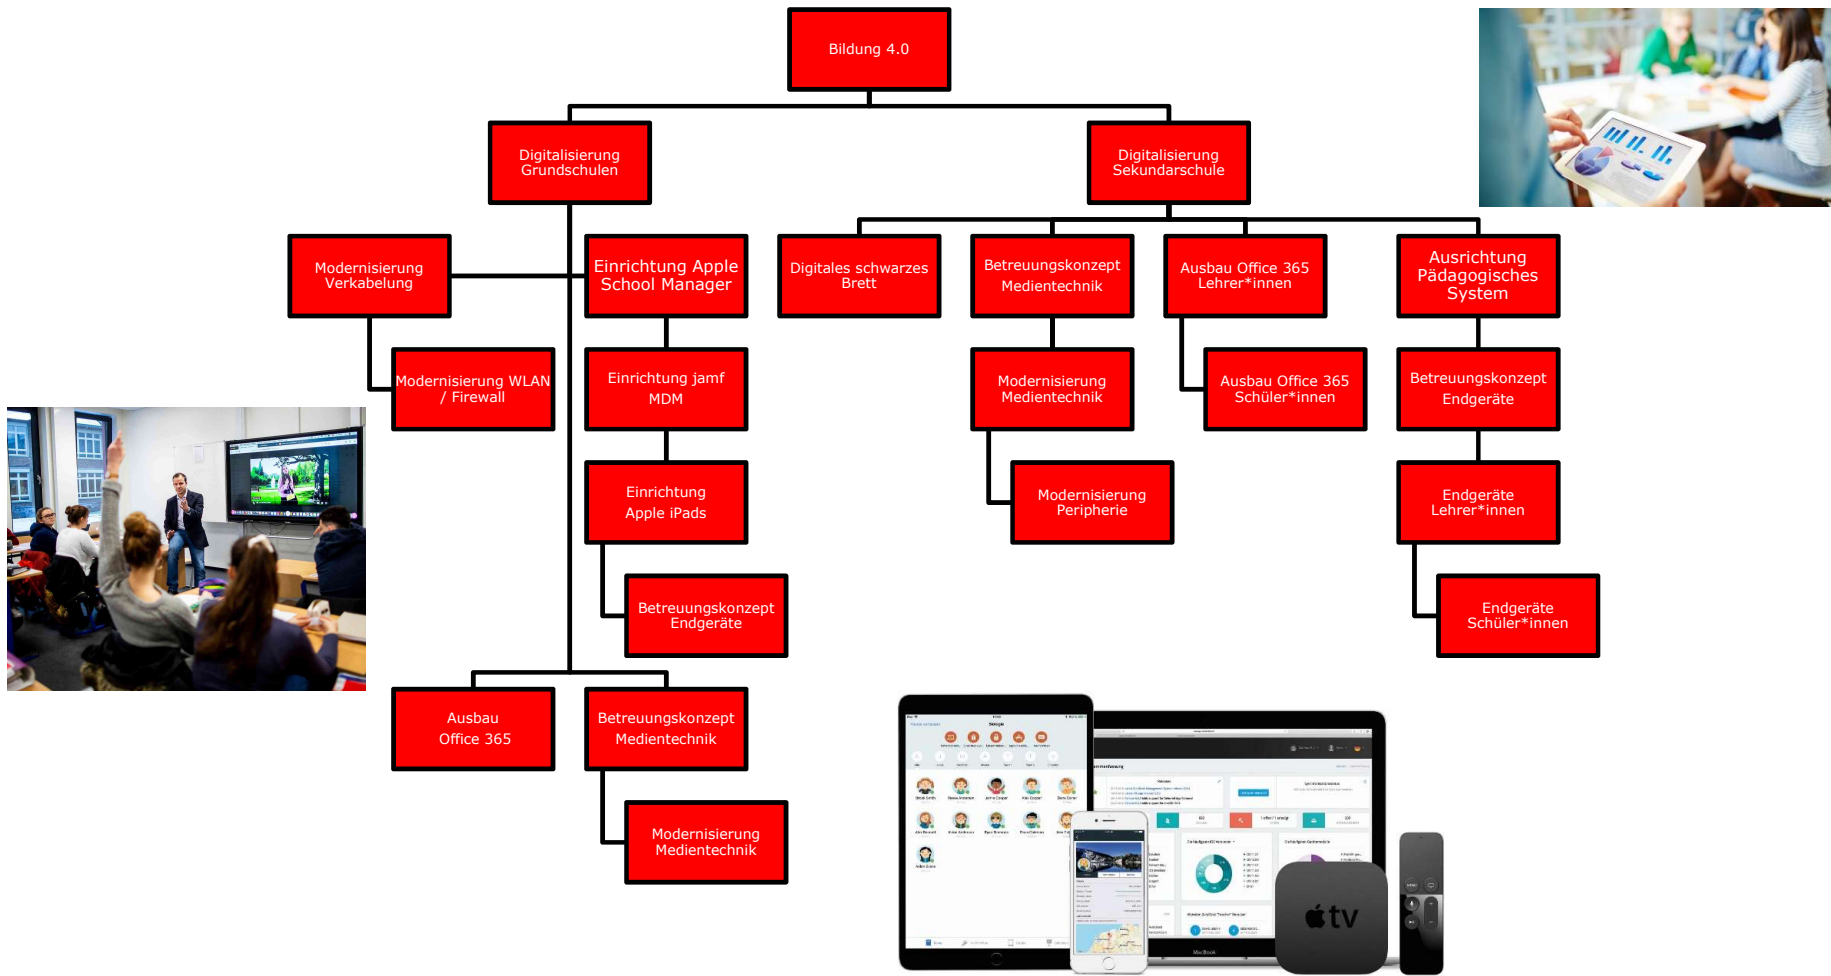 Bildung 4.0
Digitalisierung
Grundschulen
Digitalisierung
Sekundarschule
Modernisierung
Verkabelung
Einrichtung Apple
School Manager
Digitales schwarzes
Brett
Betreuungskonzept
Medientechnik
Ausbau Office 365
Lehrer*innen
Ausrichtung
Pädagogisches
System
Modernisierung WLAN
/ Firewall
Einrichtung jamf
MDM
Modernisierung
Medientechnik
Ausbau Office 365
Schüler*innen
Betreuungskonzept
Endgeräte
Einrichtung
Apple iPads
Modernisierung
Peripherie
Endgeräte
Lehrer*innen
Betreuungskonzept
Endgeräte
Endgeräte
Schüler*innen
Ausbau
Office 365
Betreuungskonzept
Medientechnik
Modernisierung
Medientechnik
MacBook
tv
MENU